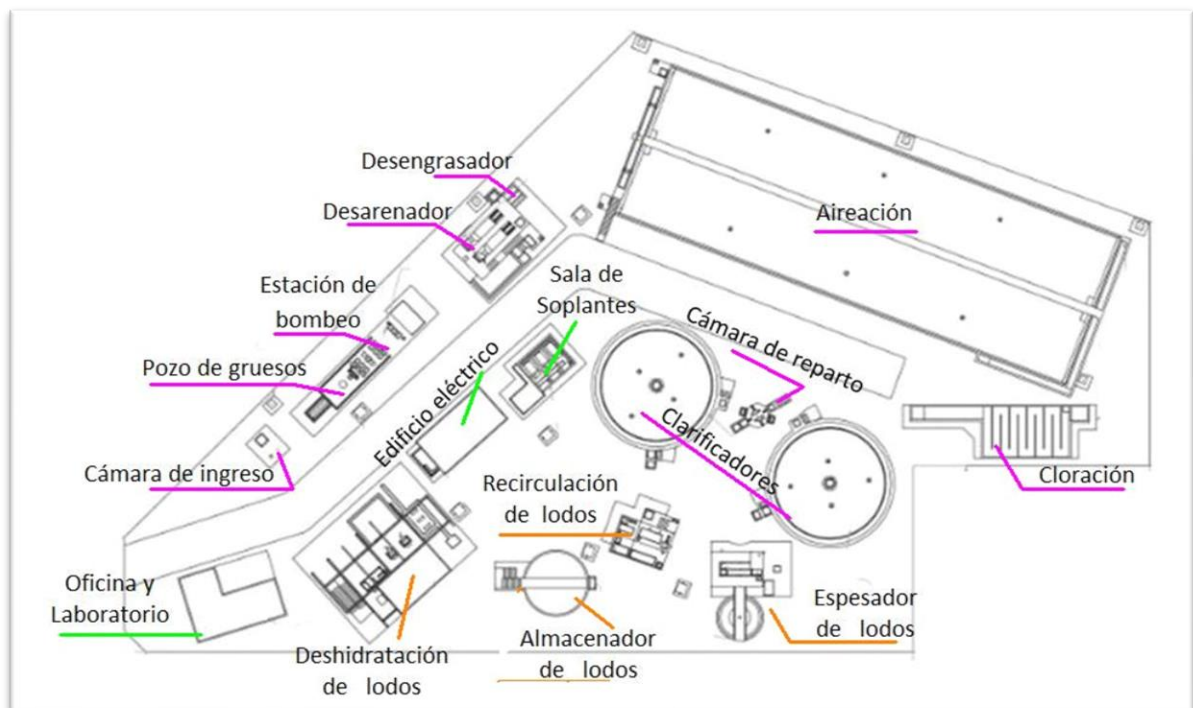 Desengrasador
Desarenador
Aireación
Estación de
bombeo
Sala de
Soplantes
Pozo de gruesos
Edificio eléctrico
Cámara de reparto
Clarificadores
Cámara de ingreso
Recirculación
de lodos
Cloración
Oficina y
Laboratorio
Deshidratación
de lodos
Almacenador
de lodos
Espesador
de lodos